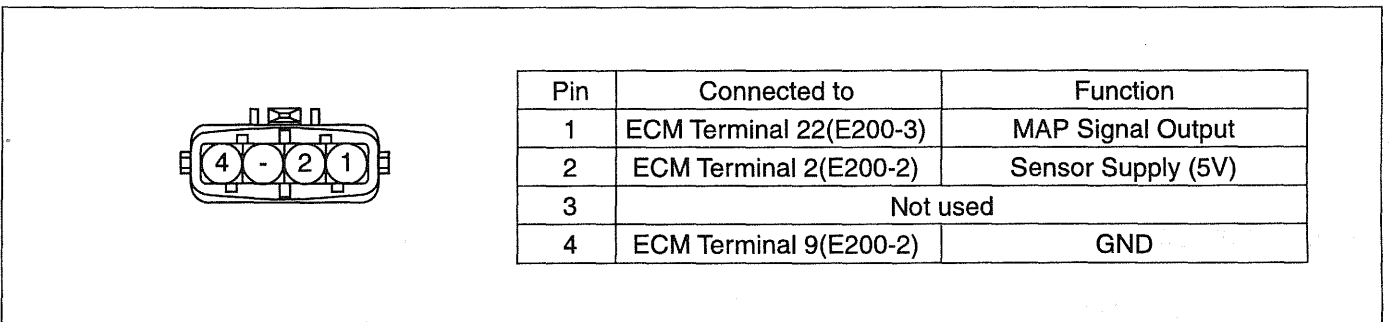 4 - 2 1
Pin Connected to Function
1 ECM Terminal 22(E200-3) MAP Signal Output
2 ECM Terminal 2(E200-2) Sensor Supply (5V)
3 Not used
4 ECM Terminal 9(E200-2) GND